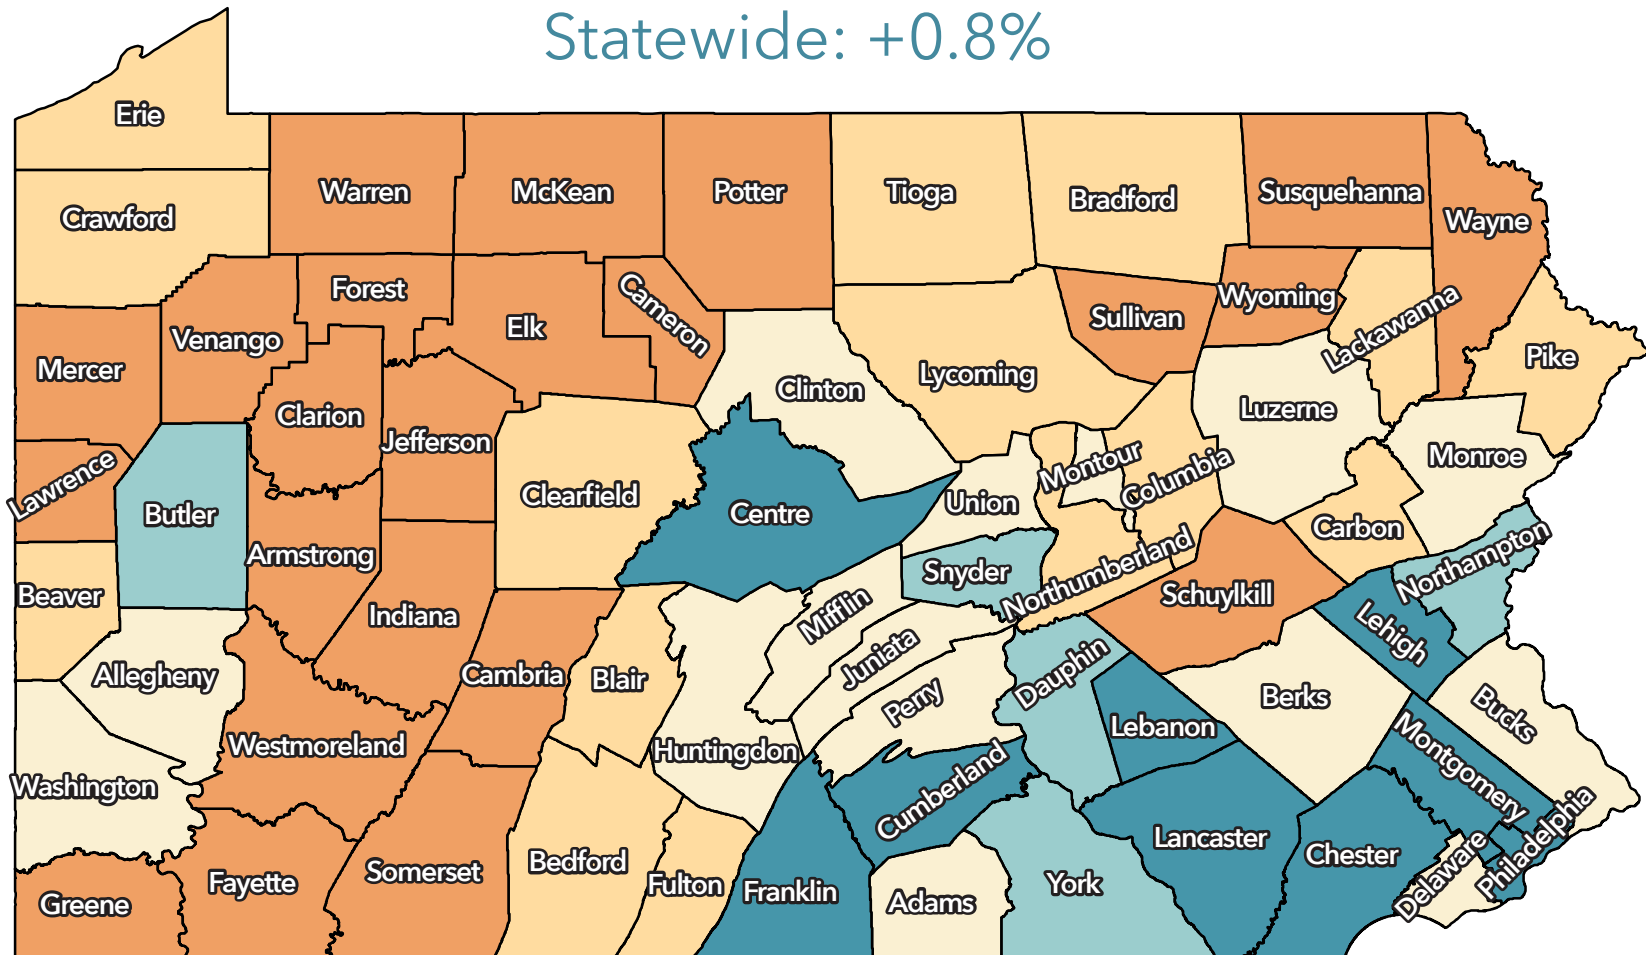 Statewide: +0.8%
Erie
Warren
McKean
Potter
Tioga
Bradford
Susquehanna
Wayne
Crawford
Forest
Cameron
Sullivan
Wyoming
Lackawanna
Pike
Venango
Elk
Mercer
Lycoming
Clinton
Luzerne
Clarion
Jefferson
Lawrence
Clearfield
Montour
Columbia
Monroe
Butler
Centre
Union
Carbon
Armstrong
Snyder
Northumberland
Northampton
Beaver
Indiana
Mifflin
Schuylkill
Lehigh
Allegheny
Cambria
Blair
Juniata
Dauphin
Berks
Perry
Bucks
Westmoreland
Huntingdon
Lebanon
Montgomery
Washington
Cumberland
Lancaster
Philadelphia
Somerset
Bedford
Chester
Delaware
Greene
Fayette
Fulton
Franklin
Adams
York